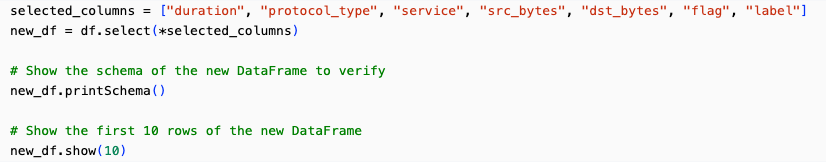 selected_columns = ["duration", "protocol_type", "service", "src_bytes", "dst_bytes", "flag", "label"]
new_df = df.select(*selected_columns)
# Show the schema of the new DataFrame to verify
new_df.printSchema()
# Show the first 10 rows of the new DataFrame
new_df.show(10)